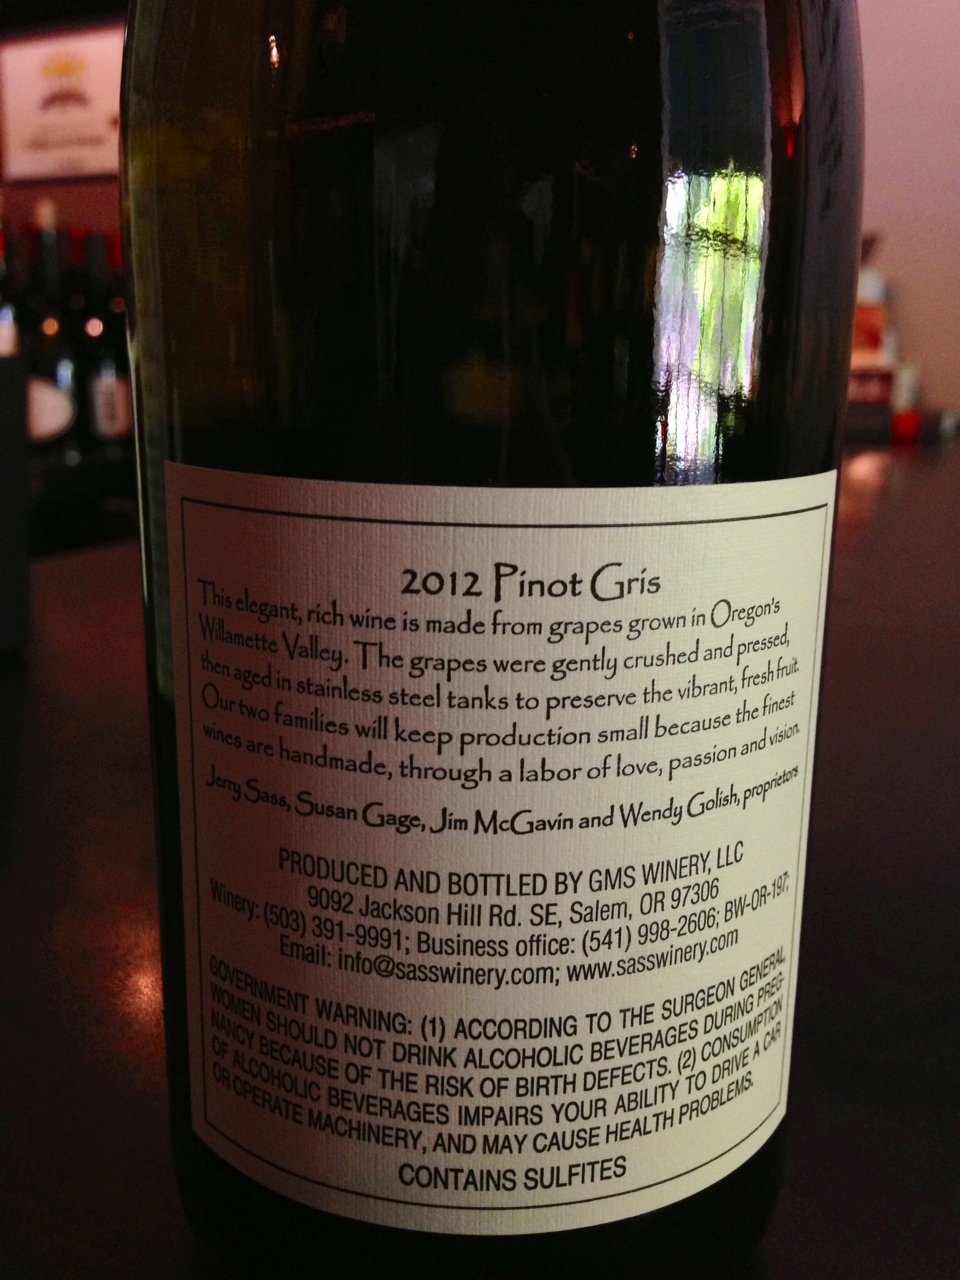 2012 Pinot Gris
This elegant, rich wine is made from grapes grown in Oregon's
Willamette Valley. The grapes were gently crushed and pressed,
then aged in stainless steel tanks to preserve the vibrant, fresh fruit.
Our two families will keep production small because the finest
wines are handmade, through a labor of love, passion and vision.
Jerry Sass, Susan Gage, Jim McGavin and Wendy Golish, proprietors
PRODUCED AND BOTTLED BY GMS WINERY, LLC
9092 Jackson Hill Rd. SE, Salem, OR 97306
Winery: (503) 391-9991; Business office: (541) 998-2606; BW-OR-197;
Email: info@sasswinery.com; www.sasswinery.com
GOVERNMENT WARNING: (1) ACCORDING TO THE SURGEON GENERAL
WOMEN SHOULD NOT DRINK ALCOHOLIC BEVERAGES DURING PREG-
NANCY BECAUSE OF THE RISK OF BIRTH DEFECTS. (2) CONSUMPTION
OF ALCOHOLIC BEVERAGES IMPAIRS YOUR ABILITY TO DRIVE A CAR
OR OPERATE MACHINERY, AND MAY CAUSE HEALTH PROBLEMS.
CONTAINS SULFITES